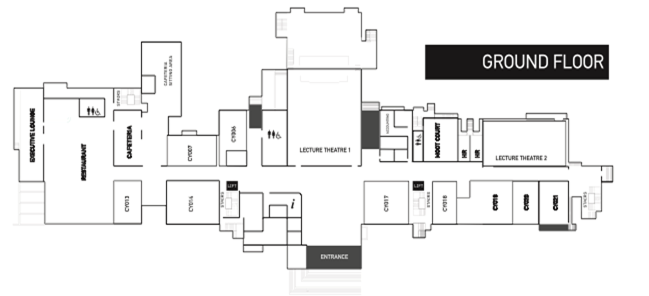 GROUND FLOOR
CAFETERIA
SITTING AREA
STAIRS
EXECUTIVE LOUNGE
RESTAURANT
CAFETERIA
CY007
CY006
LECTURE THEATRE 1
MOOT COURT
HR
HR
LECTURE THEATRE 2
CY013
CY014
LIFT
STAIRS
i
CY017
LIFT
STAIRS
CY018
CY019
CY020
CY021
STAIRS
ENTRANCE